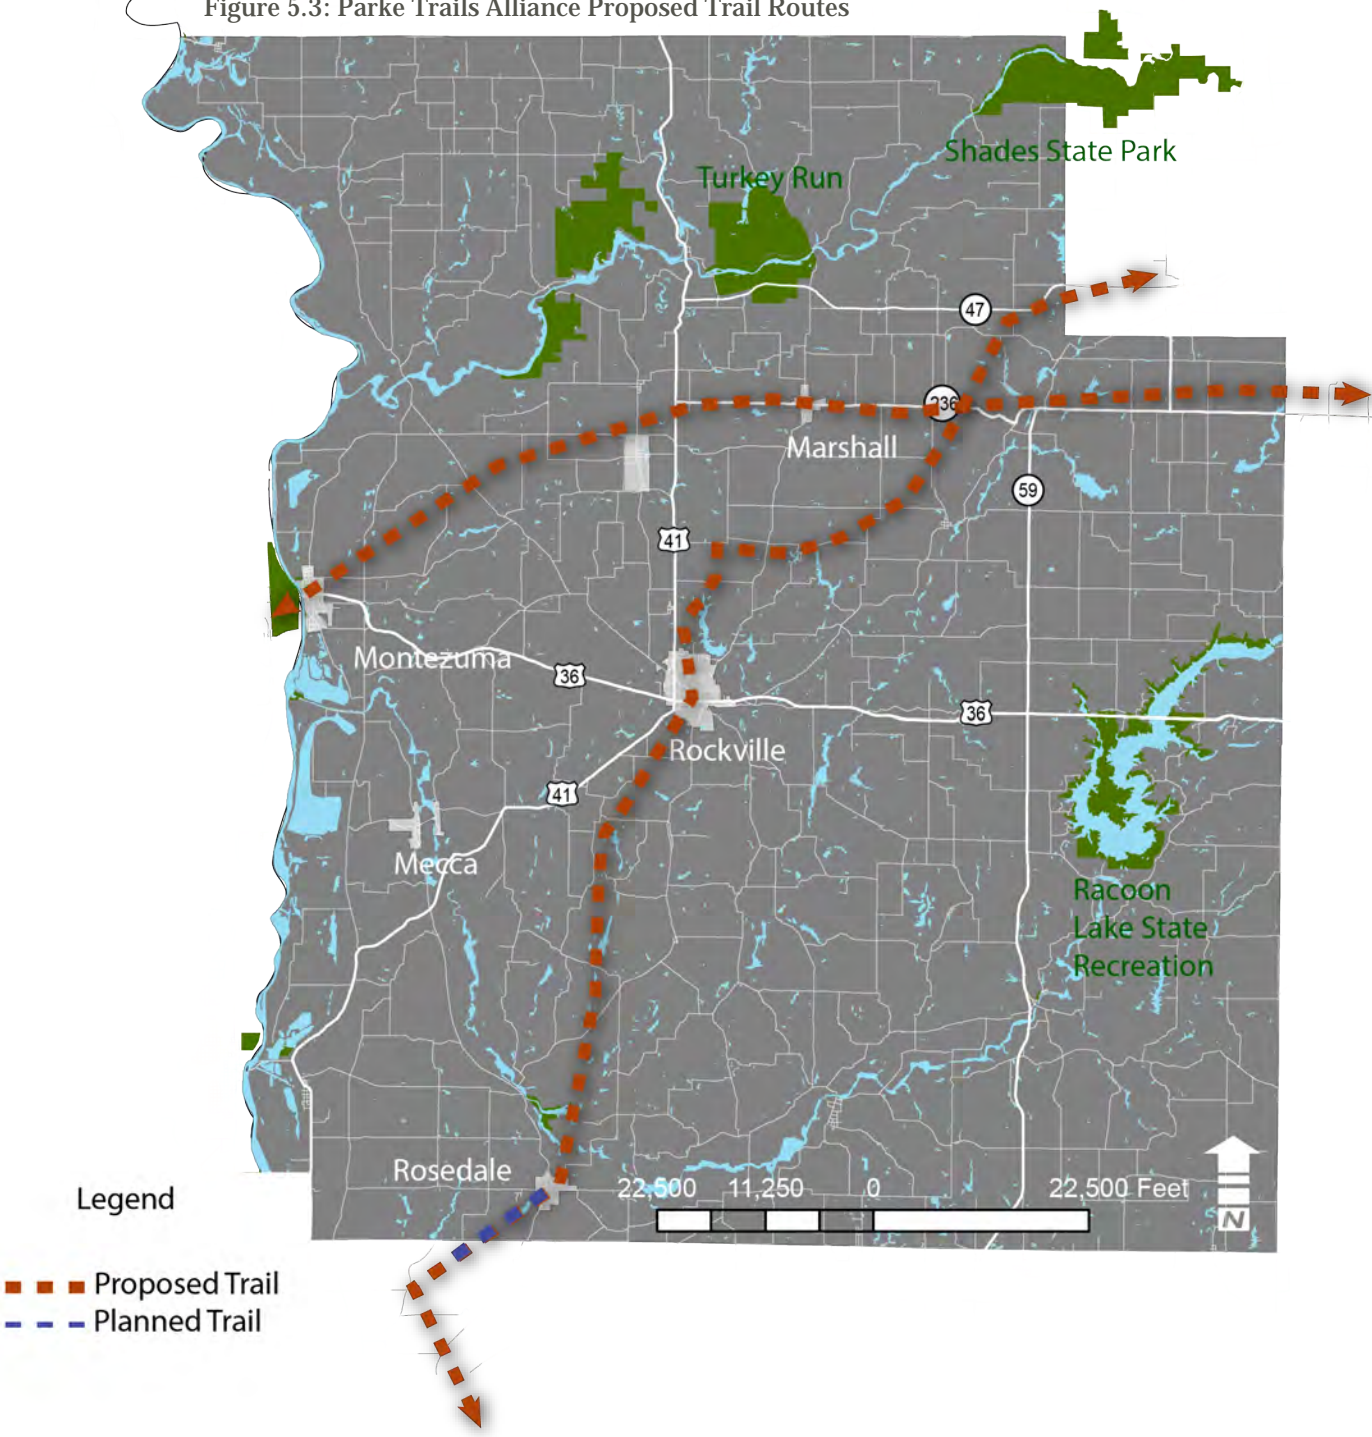 Figure 5.3: Parke Trails Alliance Proposed Trail Routes
Shades State Park
Turkey Run
47
236
Marshall
59
41
Montezuma
36
36
Rockville
41
Mecca
Racoon
Lake State
Recreation
Rosedale
22,500 11,250 0 22,500 Feet
N
Legend
Proposed Trail
Planned Trail